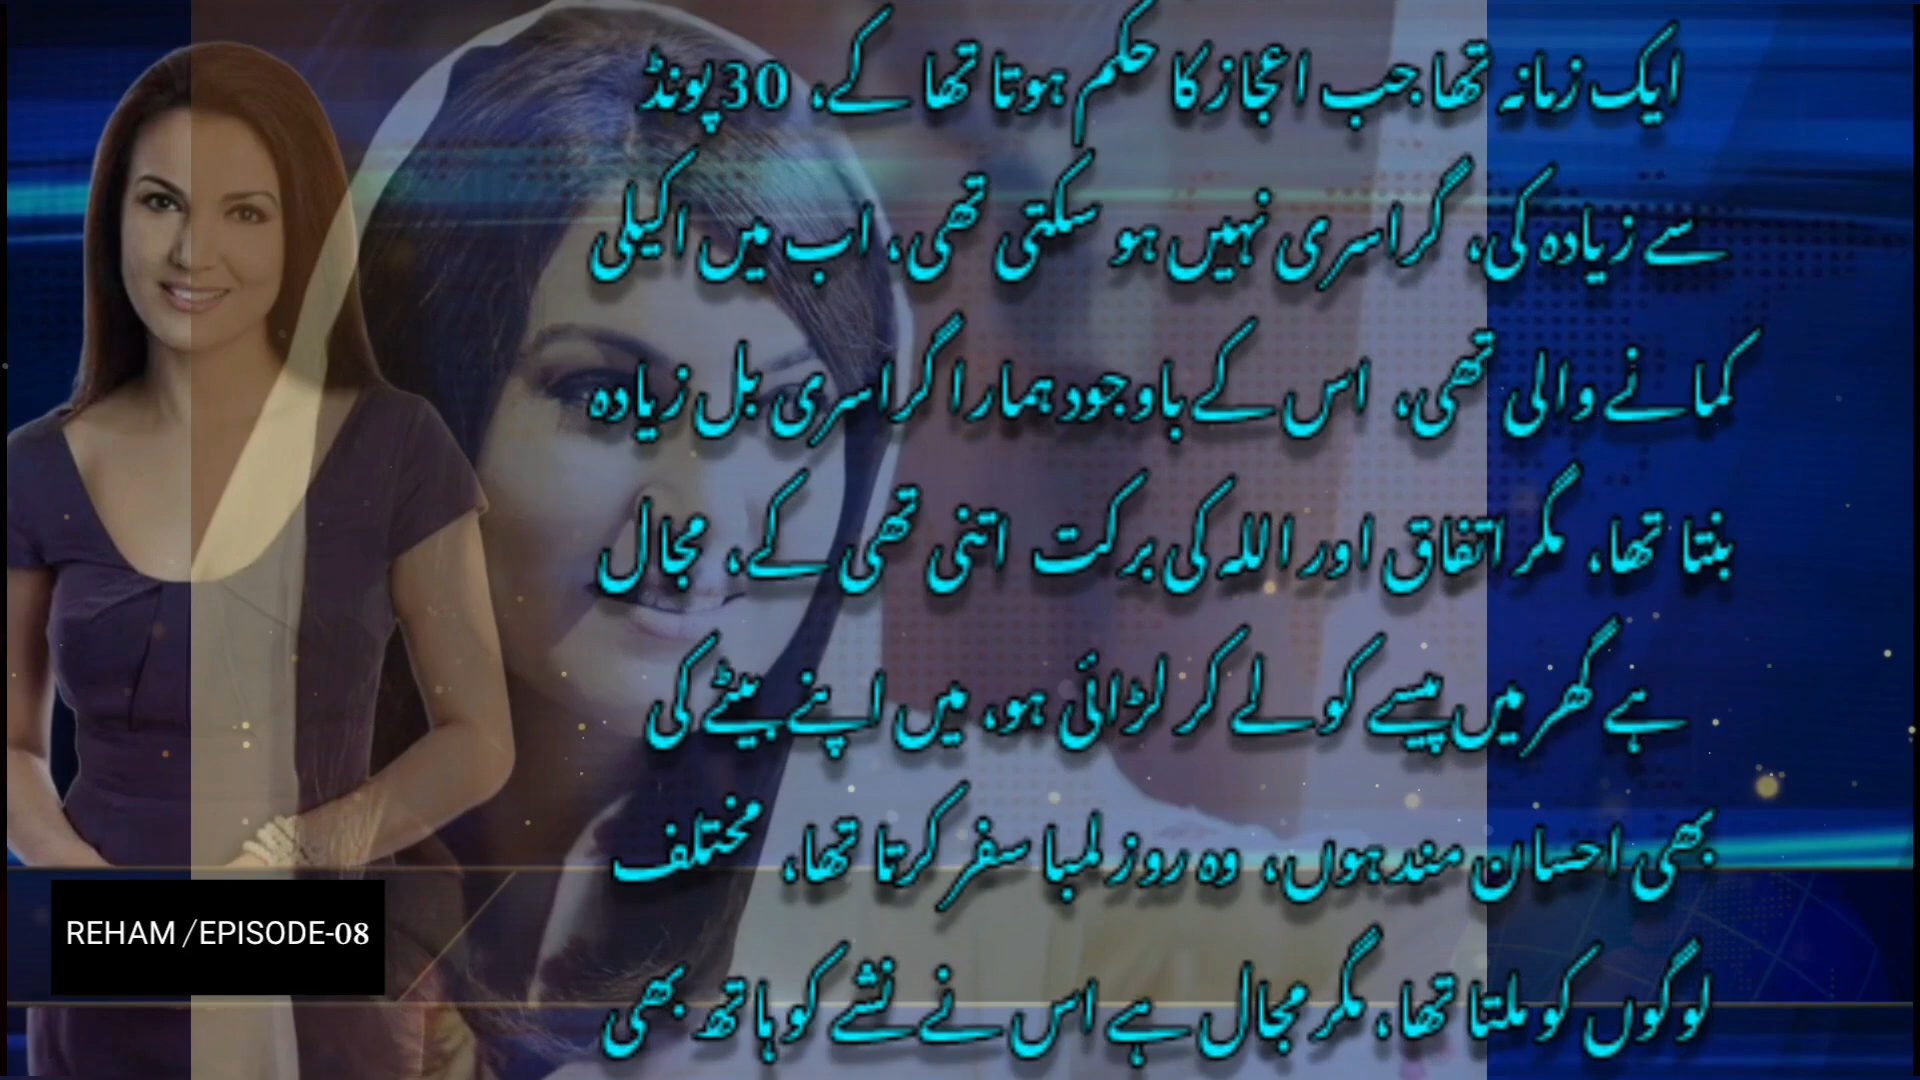 ایک زمانہ تھا جب اعجاز کا حکم ہوتا تھا کے، 30 پونڈ
سے زیادہ کی، گراسری نہیں ہو سکتی تھی، اب میں اکیلی
کمانے والی تھی، اس کے باوجود ہمارا گراسری بل زیادہ
بنتا تھا، مگر اتفاق اور اللہ کی برکت اتنی تھی کے، مجال
ہے گھر میں پیسے کو لے کر لڑائی ہو، میں اپنے بیٹے کی
بھی احسان مند ہوں، وہ روز لمبا سفر کرتا تھا، مختلف
لوگوں کو ملتا تھا، مگر مجال ہے اس نے نشے کو ہاتھ بھی
REHAM /EPISODE-08